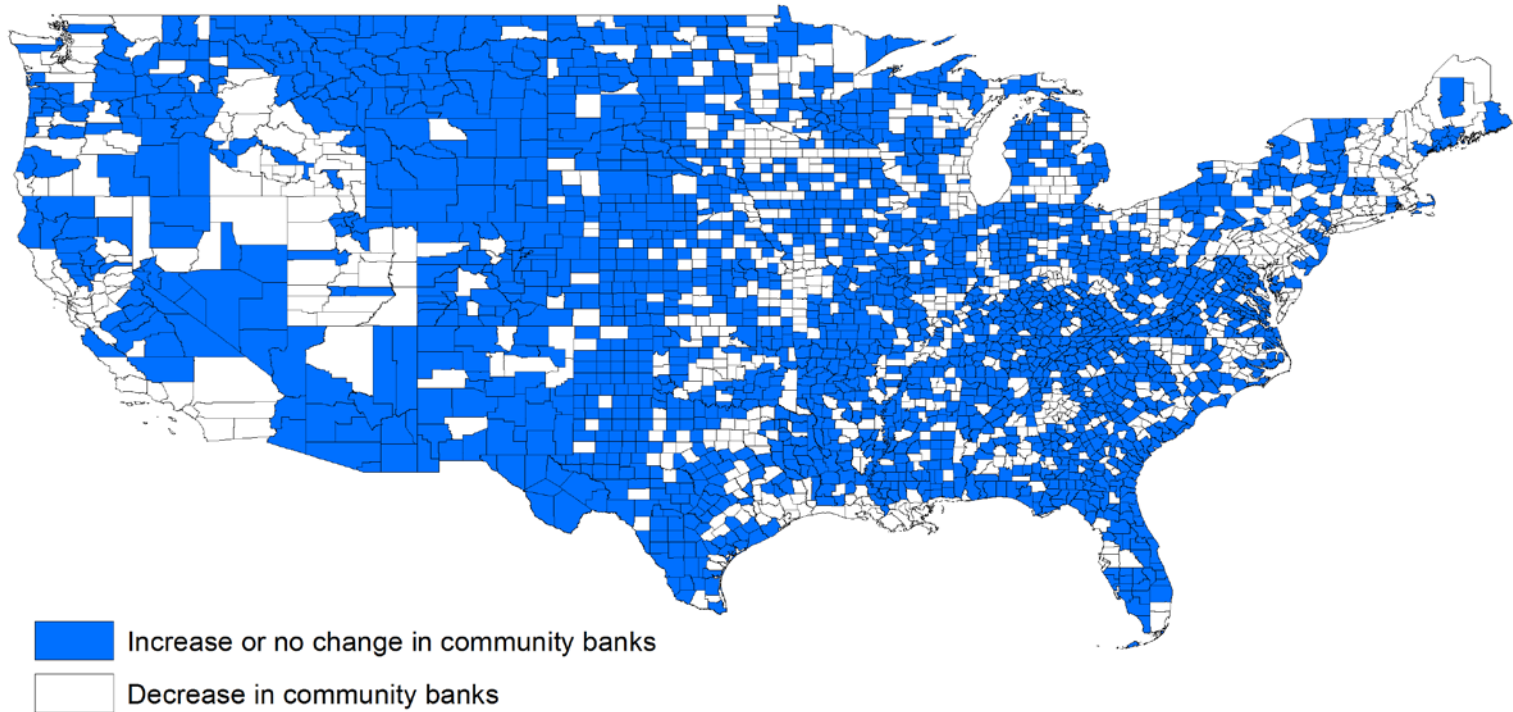 Increase or no change in community banks
Decrease in community banks